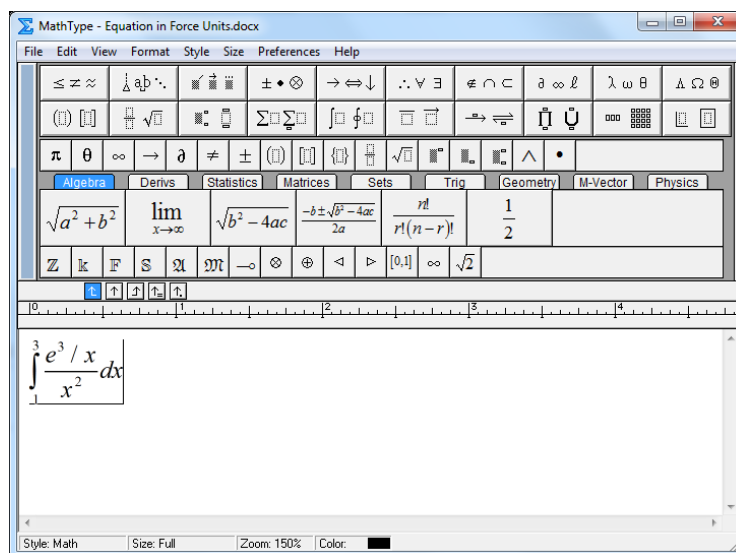 MathType - Equation in Force Units.docx
File Edit View Format Style Size Preferences Help
≤ ≠ ≈ ∫ab ⋱ ± • ⊗ → ⇔ ↓ ∴ ∀ ∃ ∉ ∩ ⊂ ∂ ∞ ℓ λ ω θ Λ Ω Θ
(▯) [▯] √▯ Σ▯ Σ▯ ∫▯ ∮▯ → ⇌ Π̣ Ụ̇
π θ ∞ → ∂ ≠ ± (▯) [▯] {▯} √▯ ∧ •
Algebra Derivs Statistics Matrices Sets Trig Geometry M-Vector Physics
√(a² + b²) lim x→∞ √(b² − 4ac) (−b ± √(b² − 4ac))/2a n!/(r!(n − r)!) 1/2
ℤ 𝕜 𝔽 𝕊 𝔄 𝔐 ⊸ ⊗ ⊕ ⊲ ⊳ [0,1] ∞ √2
0 1 2 3 4
∫₁³ (e³ / x)/x² dx
Style: Math Size: Full Zoom: 150% Color: